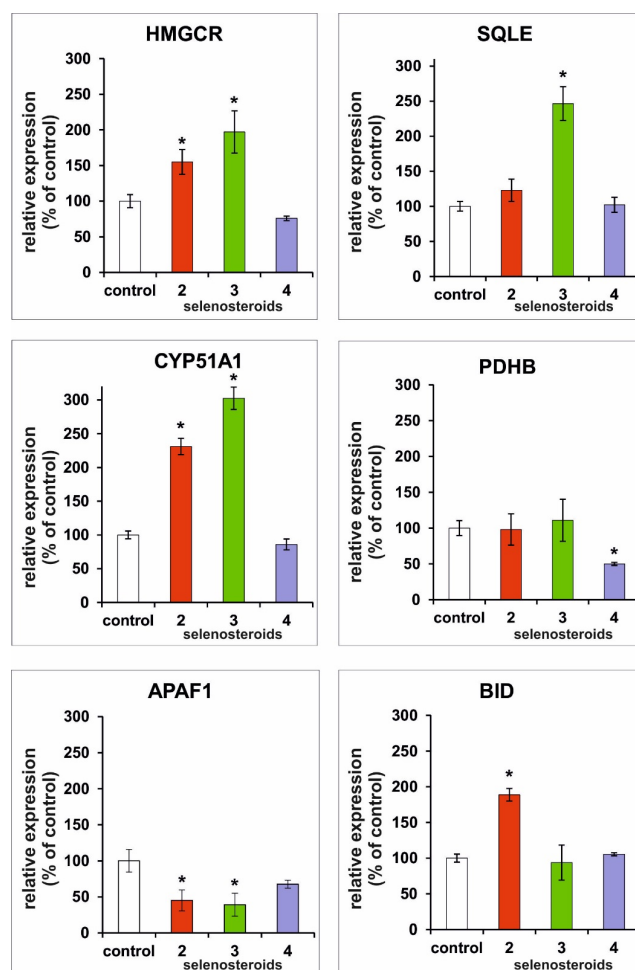 HMGCR
relative expression
(% of control)
300
250
200
150
100
50
0
*
*
control 2 3 4
selenosteroids
SQLE
relative expression
(% of control)
300
250
200
150
100
50
0
*
control 2 3 4
selenosteroids
CYP51A1
relative expression
(% of control)
300
250
200
150
100
50
0
*
*
control 2 3 4
selenosteroids
PDHB
relative expression
(% of control)
300
250
200
150
100
50
0
*
control 2 3 4
selenosteroids
APAF1
relative expression
(% of control)
300
250
200
150
100
50
0
*
*
control 2 3 4
selenosteroids
BID
relative expression
(% of control)
300
250
200
150
100
50
0
*
control 2 3 4
selenosteroids